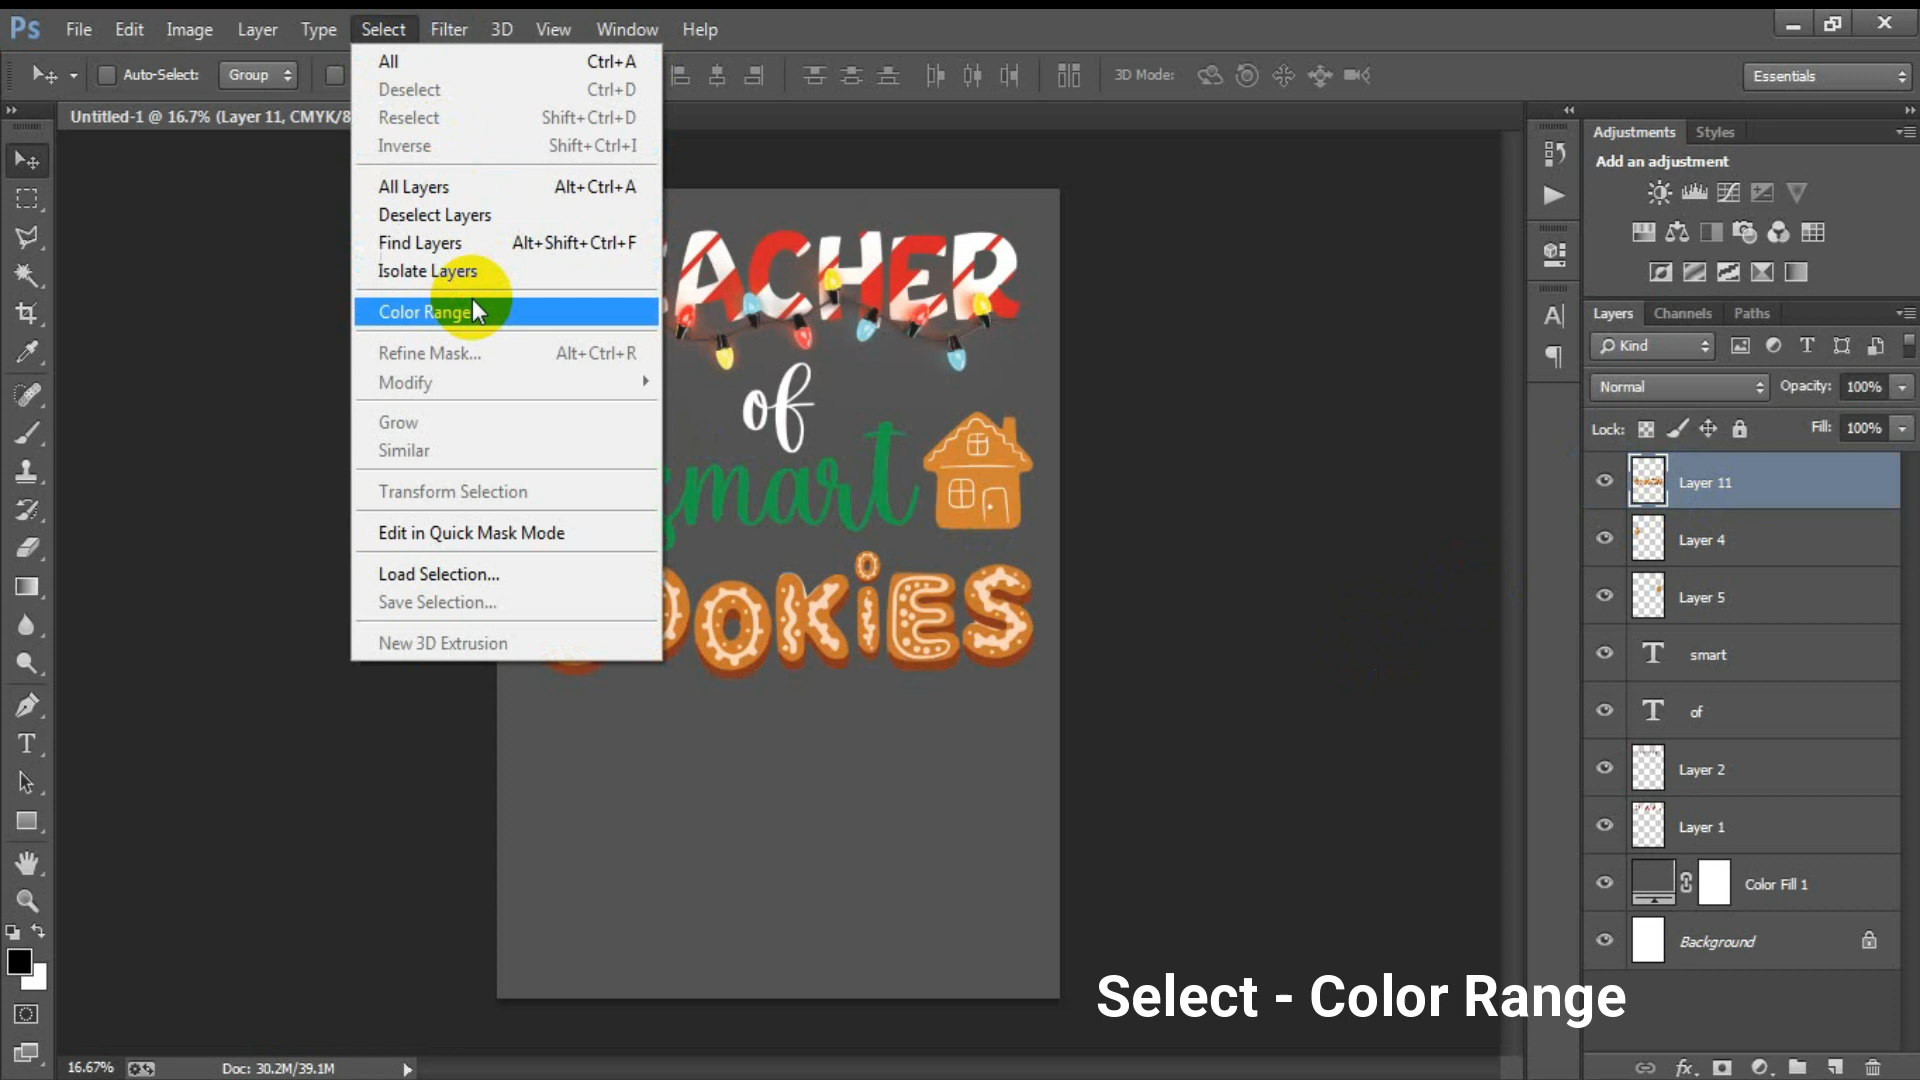 Ps File Edit Image Layer Type Select Filter 3D View Window Help
Auto-Select: Group 3D Mode: Essentials
Untitled-1 @ 16.7% (Layer 11, CMYK/8
All Ctrl+A
Deselect Ctrl+D
Reselect Shift+Ctrl+D
Inverse Shift+Ctrl+I
All Layers Alt+Ctrl+A
Deselect Layers
Find Layers Alt+Shift+Ctrl+F
Isolate Layers
Color Range
Refine Mask... Alt+Ctrl+R
Modify
Grow
Similar
Transform Selection
Edit in Quick Mask Mode
Load Selection...
Save Selection...
New 3D Extrusion
EACHER
of
smart
OOKiES
Adjustments Styles
Add an adjustment
Layers Channels Paths
Kind
Normal Opacity: 100%
Lock: Fill: 100%
Layer 11
Layer 4
Layer 5
T smart
T of
Layer 2
Layer 1
Color Fill 1
Background
Select - Color Range
16.67% Doc: 30.2M/39.1M